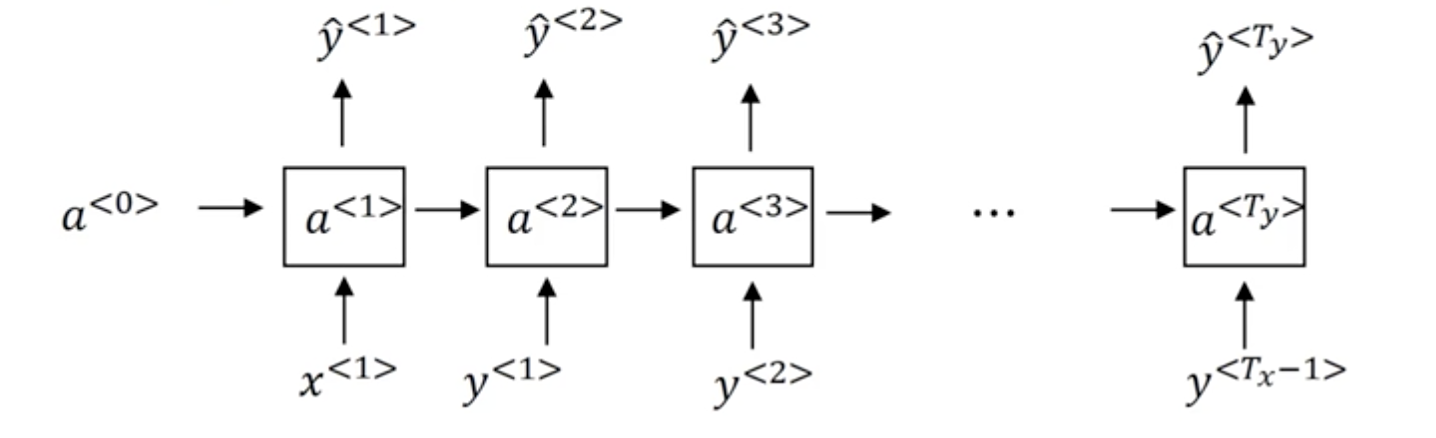 ŷ<1> ŷ<2> ŷ<3> ŷ<Ty>
a<0> a<1> a<2> a<3> ... a<Ty>
x<1> y<1> y<2> y<Tx−1>